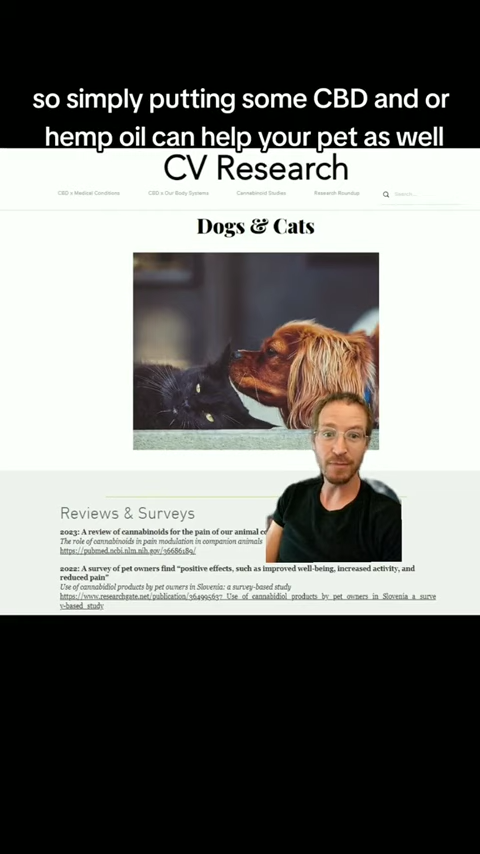 so simply putting some CBD and or
hemp oil can help your pet as well
CV Research
CBD x Medical Conditions CBD x Our Body Systems Cannabinoid Studies Research Roundup Search...
Dogs & Cats
Reviews & Surveys
2023: A review of cannabinoids for the pain of our animal
The role of cannabinoids in pain modulation in companion animals
https://pubmed.ncbi.nlm.nih.gov/36686189/
2022: A survey of pet owners find “positive effects, such as improved well-being, increased activity, and
reduced pain”
Use of cannabidiol products by pet owners in Slovenia: a survey-based study
https://www.researchgate.net/publication/364995637_Use_of_cannabidiol_products_by_pet_owners_in_Slovenia_a_surve
y-based_study